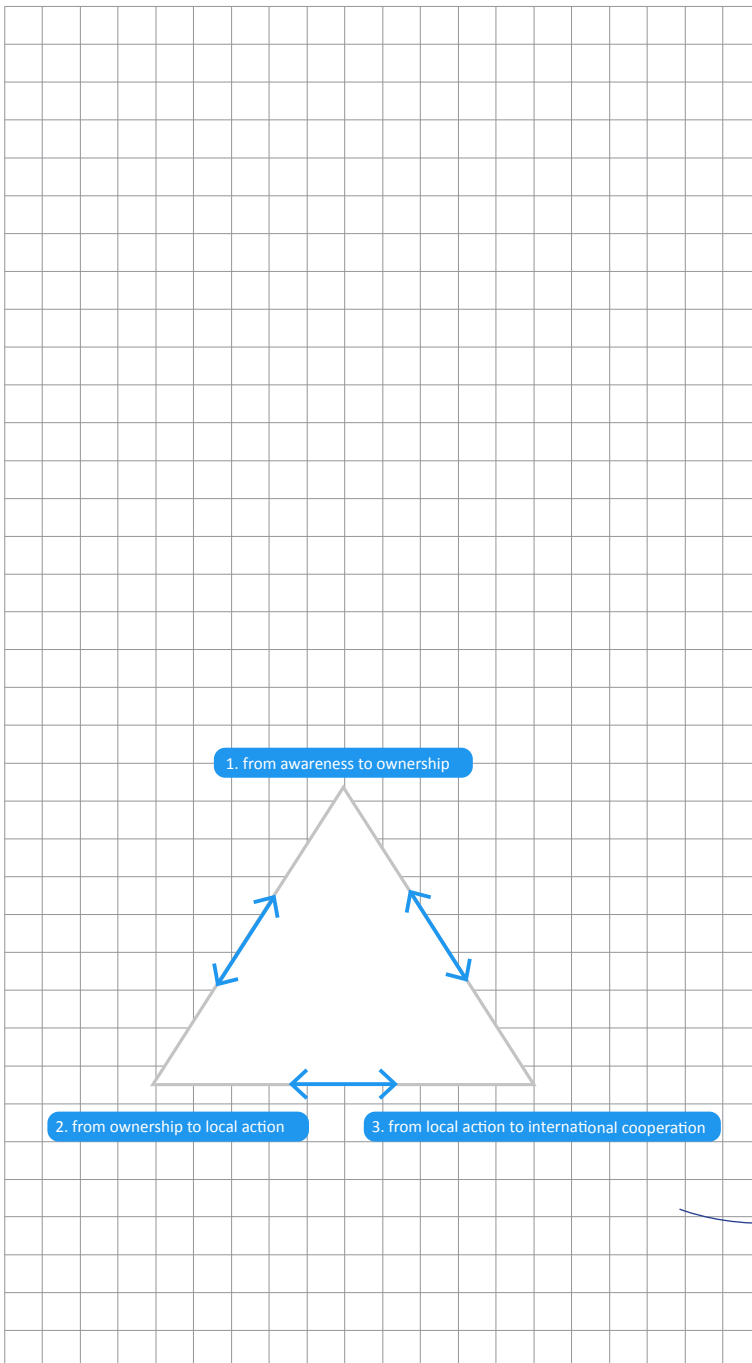 1. from awareness to ownership
2. from ownership to local action
3. from local action to international cooperation